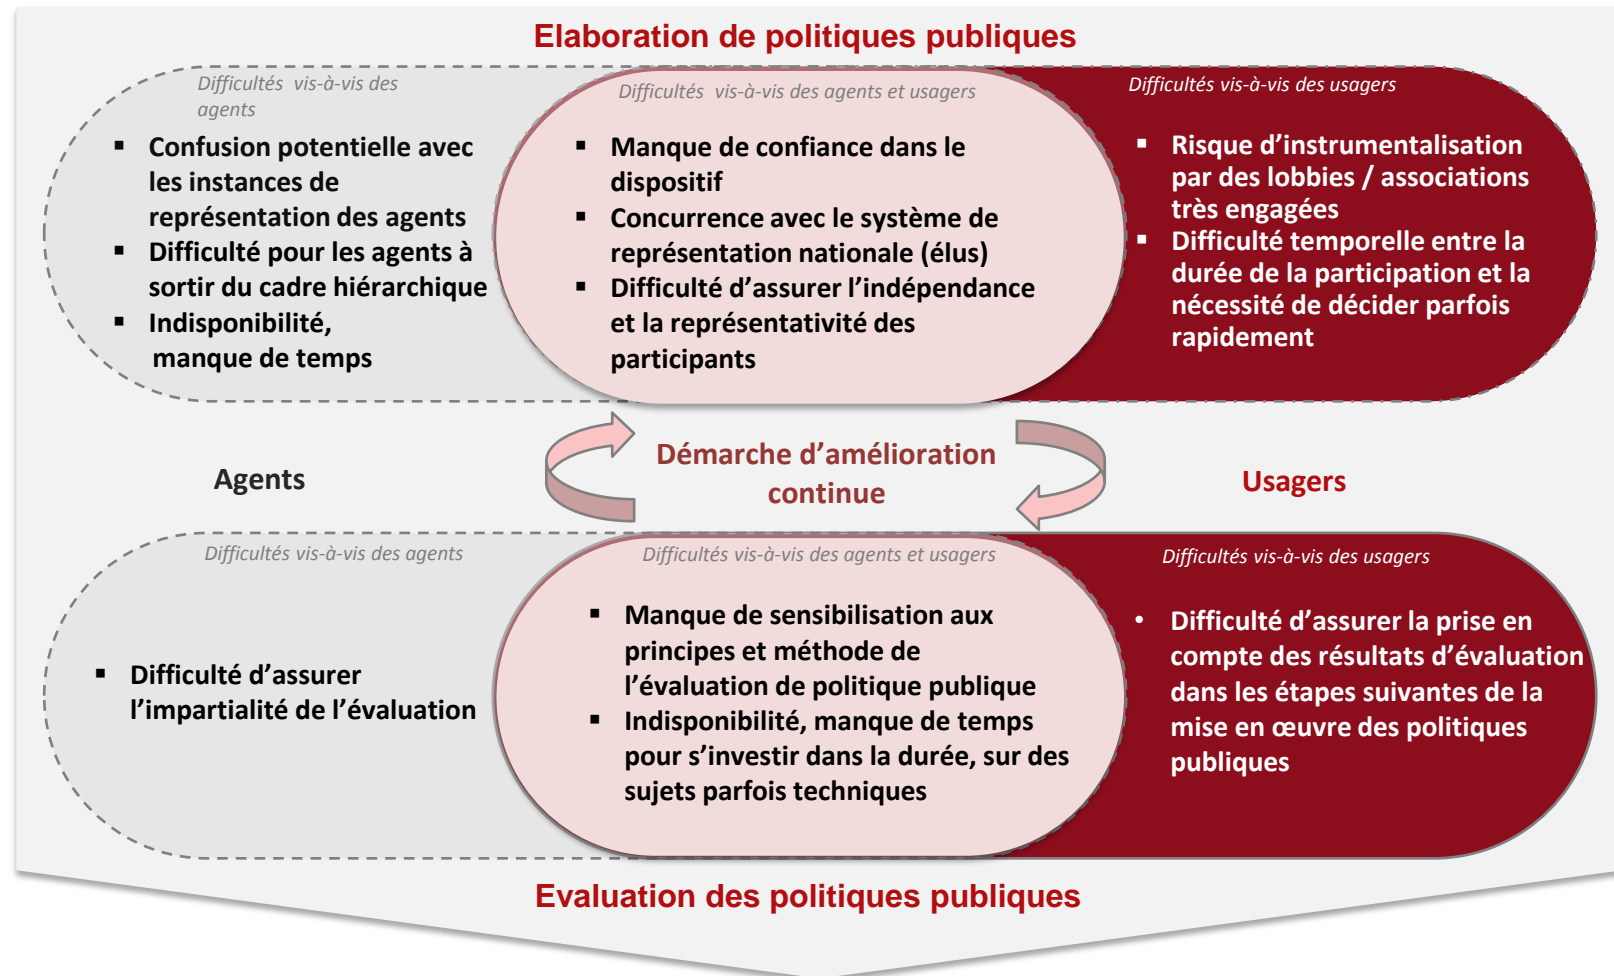 Elaboration de politiques publiques
Difficultés vis-à-vis des
agents
▪ Confusion potentielle avec
les instances de
représentation des agents
▪ Difficulté pour les agents à
sortir du cadre hiérarchique
▪ Indisponibilité,
manque de temps
Difficultés vis-à-vis des agents et usagers
▪ Manque de confiance dans le
dispositif
▪ Concurrence avec le système de
représentation nationale (élus)
▪ Difficulté d’assurer l’indépendance
et la représentativité des
participants
Difficultés vis-à-vis des usagers
▪ Risque d’instrumentalisation
par des lobbies / associations
très engagées
▪ Difficulté temporelle entre la
durée de la participation et la
nécessité de décider parfois
rapidement
Agents
Démarche d’amélioration
continue
Usagers
Difficultés vis-à-vis des agents
▪ Difficulté d’assurer
l’impartialité de l’évaluation
Difficultés vis-à-vis des agents et usagers
▪ Manque de sensibilisation aux
principes et méthode de
l’évaluation de politique publique
▪ Indisponibilité, manque de temps
pour s’investir dans la durée, sur des
sujets parfois techniques
Difficultés vis-à-vis des usagers
• Difficulté d’assurer la prise en
compte des résultats d’évaluation
dans les étapes suivantes de la
mise en œuvre des politiques
publiques
Evaluation des politiques publiques